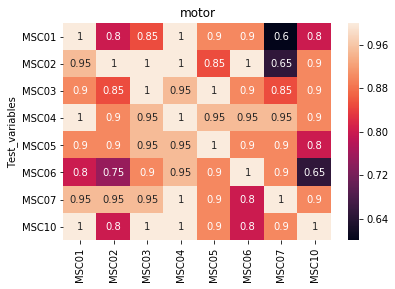 motor
MSC01 1 0.8 0.85 1 0.9 0.9 0.6 0.8
MSC02 0.95 1 1 1 0.85 1 0.65 0.9
MSC03 0.9 0.85 1 0.95 1 0.9 0.85 0.9
MSC04 1 0.9 0.95 1 0.95 0.95 0.95 0.9
MSC05 0.9 0.9 0.95 0.95 1 0.9 0.9 0.8
MSC06 0.8 0.75 0.9 0.95 0.9 1 0.9 0.65
MSC07 0.95 0.95 0.95 1 0.9 0.8 1 0.9
MSC10 1 0.8 1 1 0.9 0.8 0.9 1
MSC01 MSC02 MSC03 MSC04 MSC05 MSC06 MSC07 MSC10
Test_variables
0.96
0.88
0.80
0.72
0.64